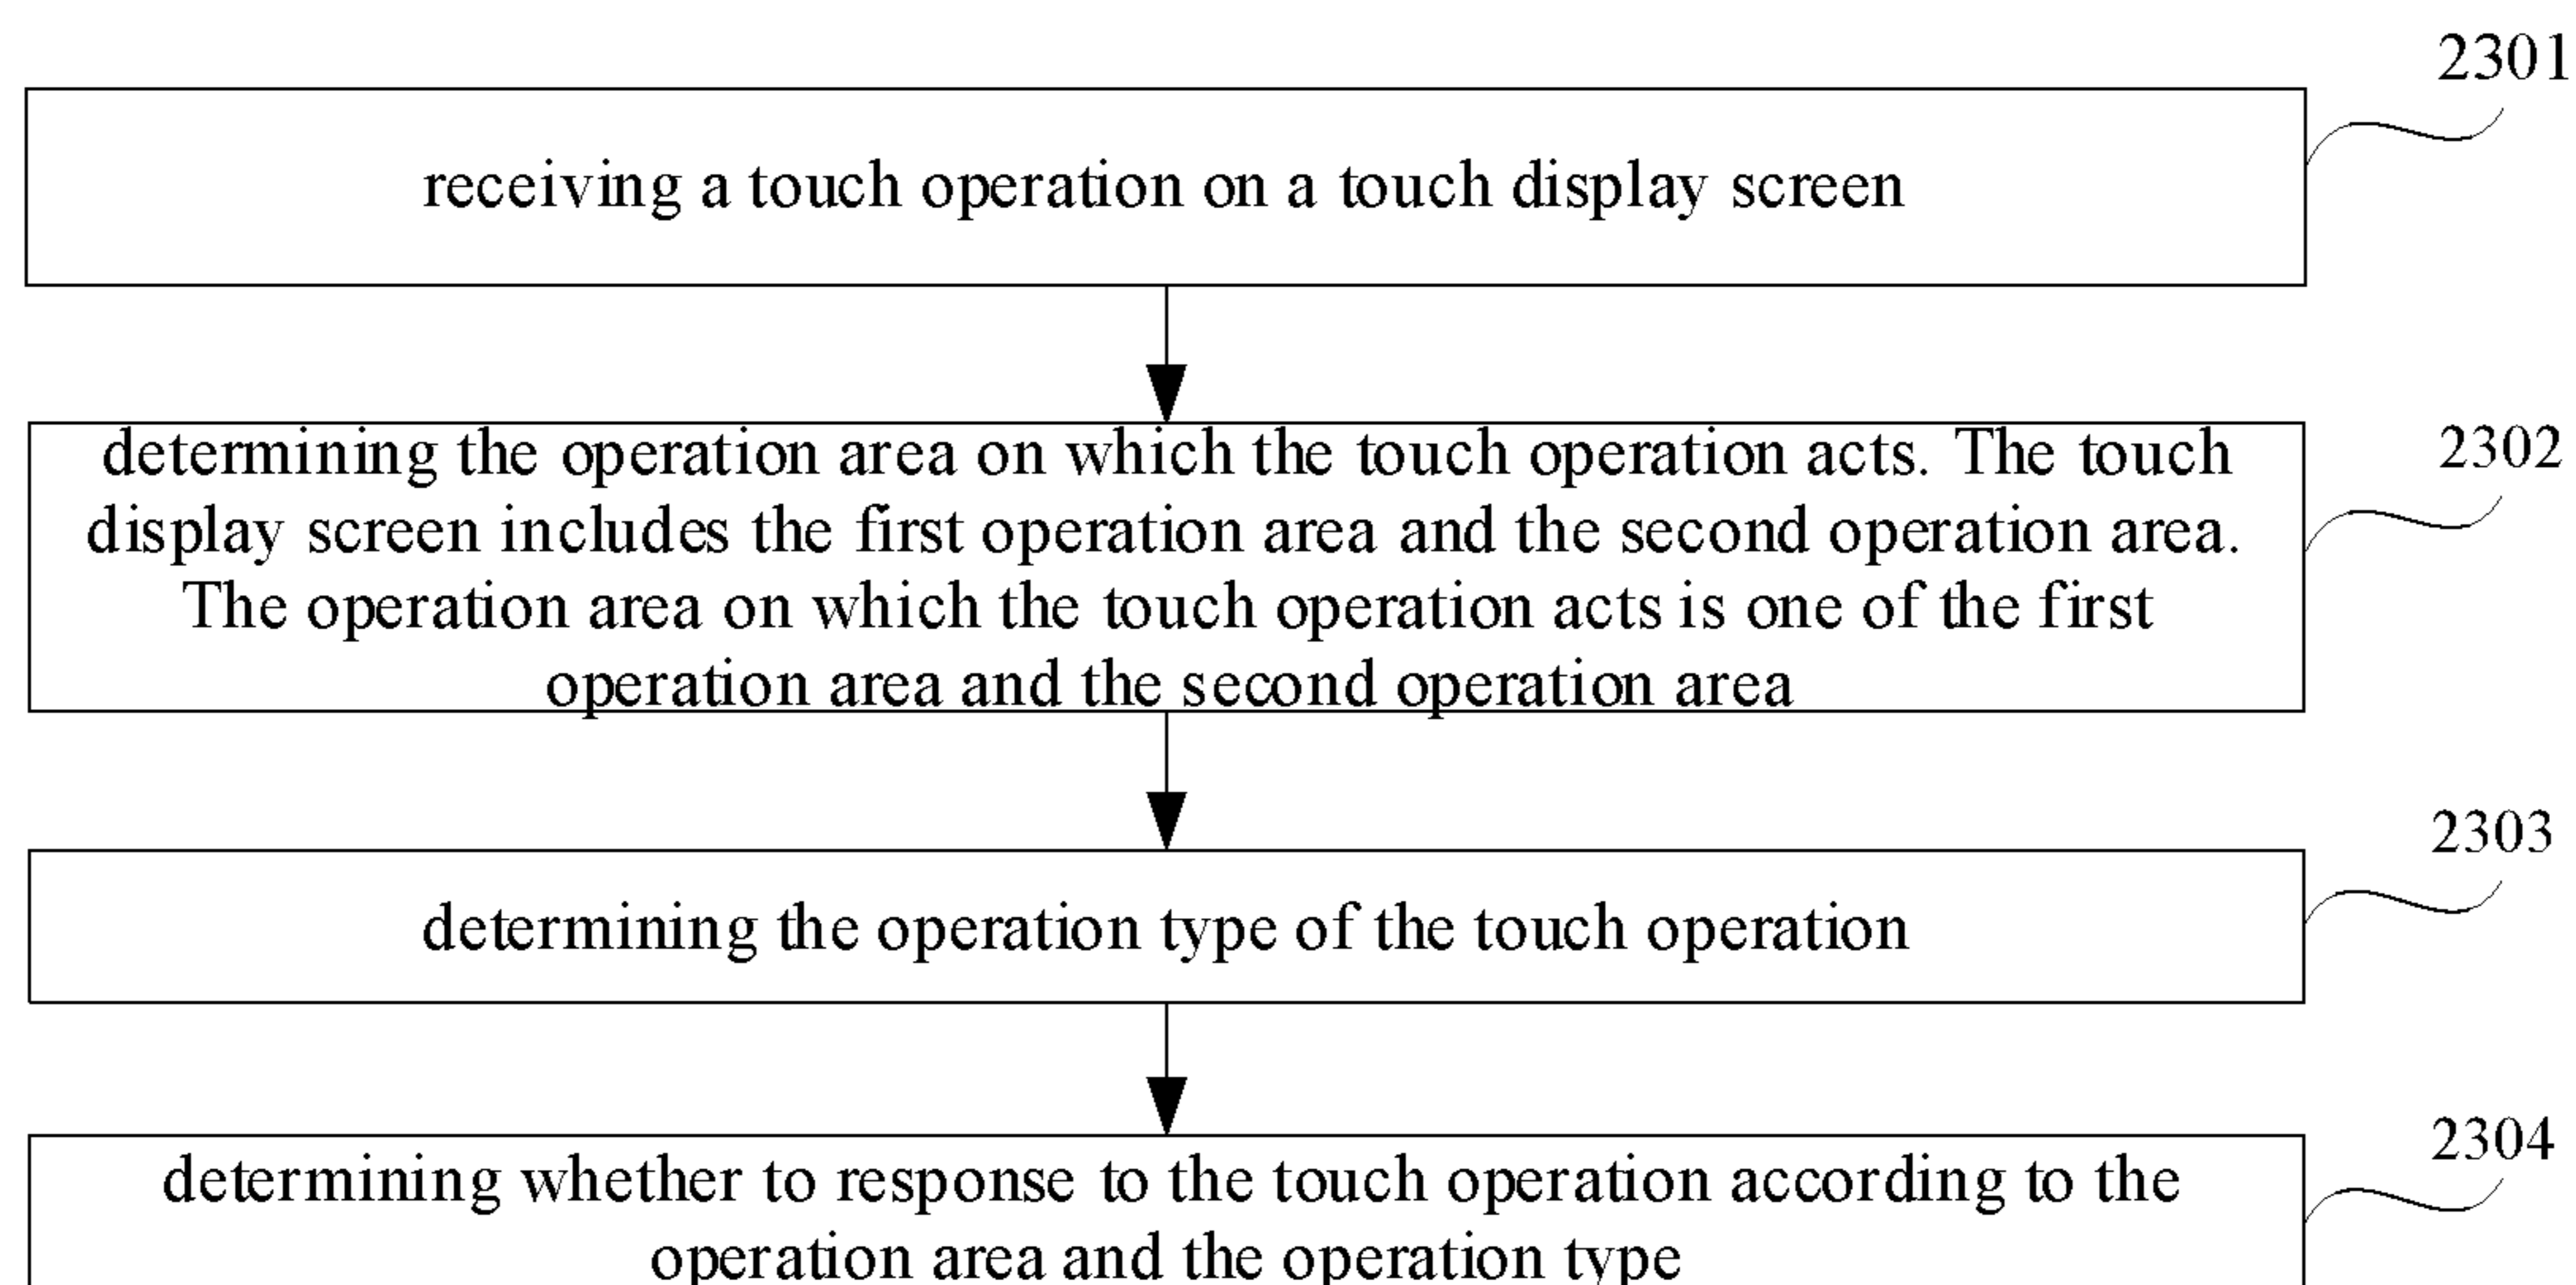 2301
receiving a touch operation on a touch display screen
2302
determining the operation area on which the touch operation acts. The touch
display screen includes the first operation area and the second operation area.
The operation area on which the touch operation acts is one of the first
operation area and the second operation area
2303
determining the operation type of the touch operation
2304
determining whether to response to the touch operation according to the
operation area and the operation type